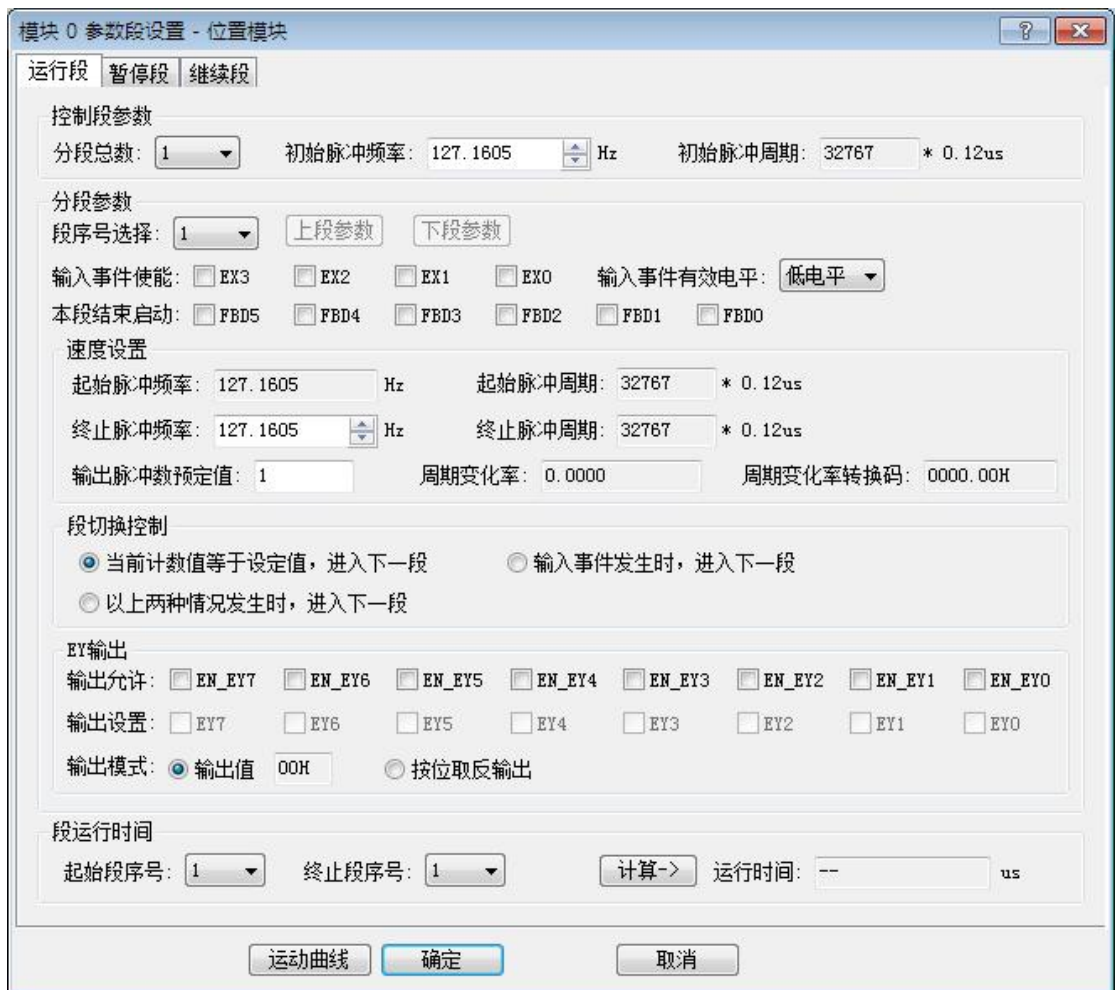 模块 0 参数段设置 - 位置模块
运行段 暂停段 继续段
控制段参数
分段总数: 1 初始脉冲频率: 127.1605 Hz 初始脉冲周期: 32767 * 0.12us
分段参数
段序号选择: 1 上段参数 下段参数
输入事件使能: EX3 EX2 EX1 EX0 输入事件有效电平: 低电平
本段结束启动: FBD5 FBD4 FBD3 FBD2 FBD1 FBD0
速度设置
起始脉冲频率: 127.1605 Hz 起始脉冲周期: 32767 * 0.12us
终止脉冲频率: 127.1605 Hz 终止脉冲周期: 32767 * 0.12us
输出脉冲数预定值: 1 周期变化率: 0.0000 周期变化率转换码: 0000.00H
段切换控制
当前计数值等于设定值，进入下一段 输入事件发生时，进入下一段
以上两种情况发生时，进入下一段
EY输出
输出允许: EN_EY7 EN_EY6 EN_EY5 EN_EY4 EN_EY3 EN_EY2 EN_EY1 EN_EY0
输出设置: EY7 EY6 EY5 EY4 EY3 EY2 EY1 EY0
输出模式: 输出值 00H 按位取反输出
段运行时间
起始段序号: 1 终止段序号: 1 计算-> 运行时间: -- us
运动曲线 确定 取消